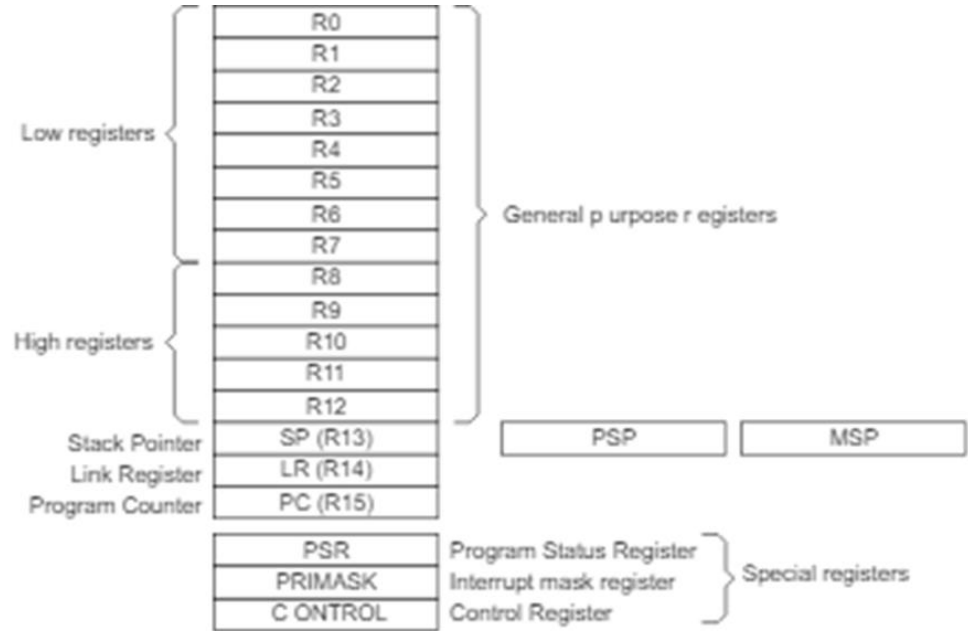 R0
R1
R2
R3
Low registers
R4
R5
R6
General p urpose r egisters
R7
R8
R9
High registers
R10
R11
R12
Stack Pointer
SP (R13)
PSP
MSP
Link Register
LR (R14)
Program Counter
PC (R15)
PSR
Program Status Register
PRIMASK
Interrupt mask register
Special registers
C ONTROL
Control Register